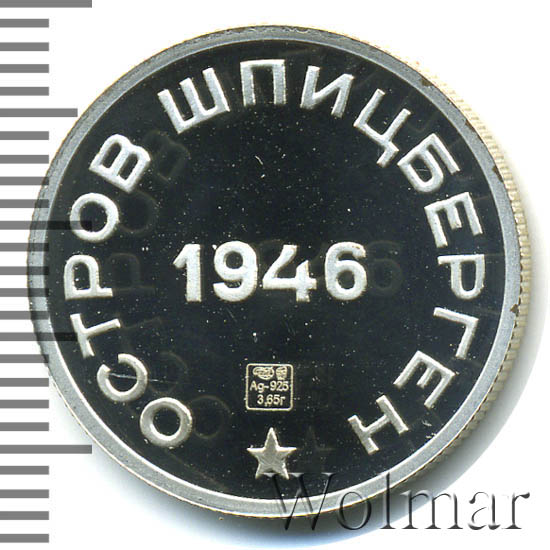 ОСТРОВ ШПИЦБЕРГЕН
1946
Ag-925
3,65г
Wolmar